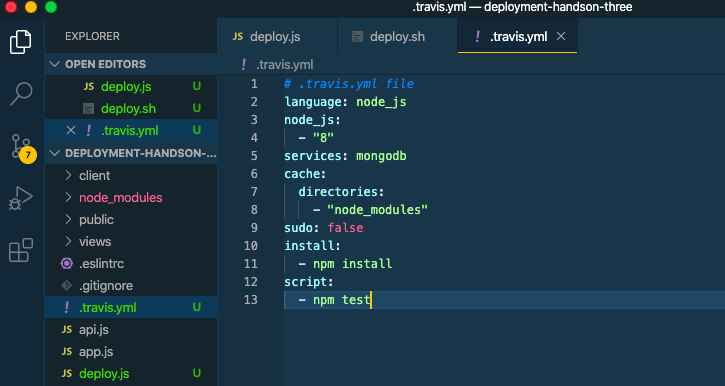 .travis.yml — deployment-handson-three
EXPLORER
OPEN EDITORS
JS deploy.js U
deploy.sh U
! .travis.yml U
DEPLOYMENT-HANDSON-...
client
node_modules
public
views
.eslintrc
.gitignore
! .travis.yml U
JS api.js
JS app.js
JS deploy.js U
7
JS deploy.js
deploy.sh
! .travis.yml
! .travis.yml
1 # .travis.yml file
2 language: node_js
3 node_js:
4 - "8"
5 services: mongodb
6 cache:
7 directories:
8 - "node_modules"
9 sudo: false
10 install:
11 - npm install
12 script:
13 - npm test